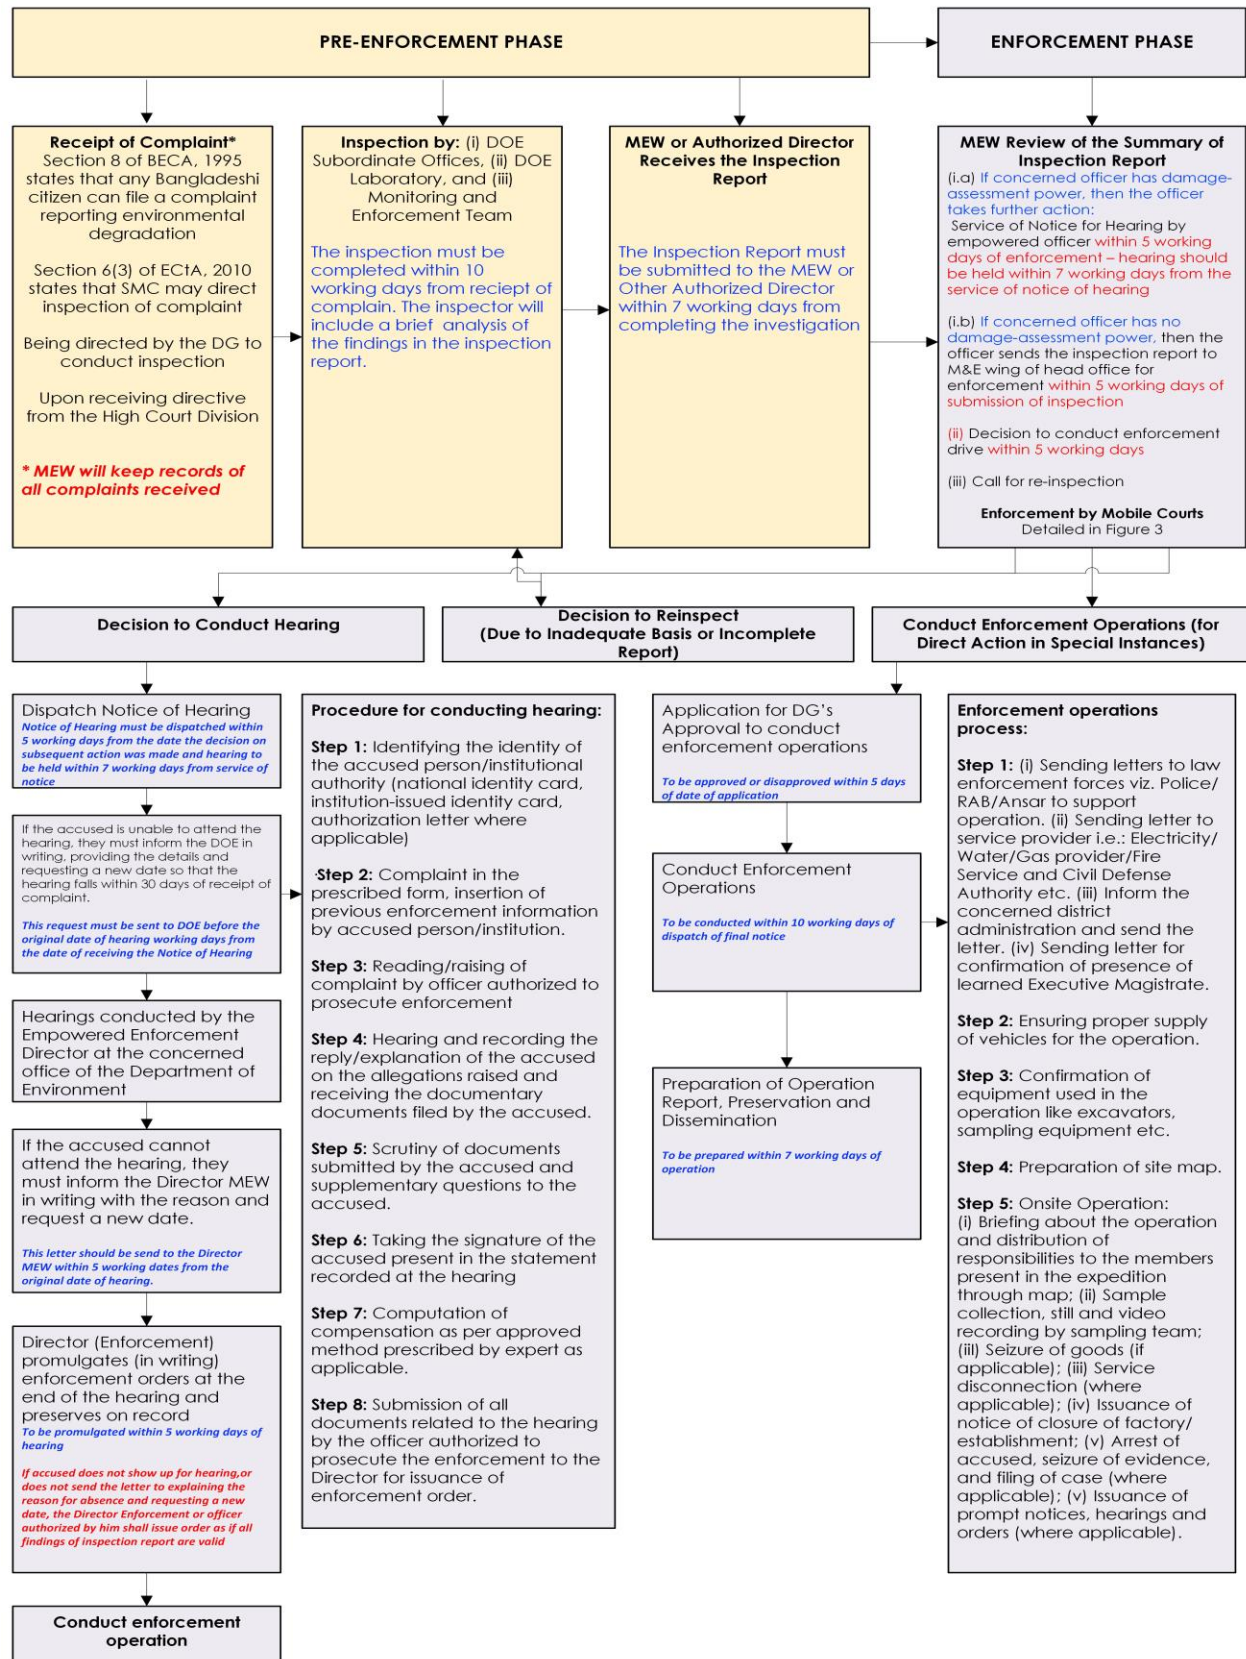 PRE-ENFORCEMENT PHASE
ENFORCEMENT PHASE
Receipt of Complaint*
Section 8 of BECA, 1995
states that any Bangladeshi
citizen can file a complaint
reporting environmental
degradation
Section 6(3) of ECtA, 2010
states that SMC may direct
inspection of complaint
Being directed by the DG to
conduct inspection
Upon receiving directive
from the High Court Division
* MEW will keep records of
all complaints received
Inspection by: (i) DOE
Subordinate Offices, (ii) DOE
Laboratory, and (iii)
Monitoring and
Enforcement Team
The inspection must be
completed within 10
working days from reciept of
complain. The inspector will
include a brief analysis of
the findings in the inspection
report.
MEW or Authorized Director
Receives the Inspection
Report
The Inspection Report must
be submitted to the MEW or
Other Authorized Director
within 7 working days from
completing the investigation
MEW Review of the Summary of
Inspection Report
(i.a) If concerned officer has damage-
assessment power, then the officer
takes further action:
Service of Notice for Hearing by
empowered officer within 5 working
days of enforcement – hearing should
be held within 7 working days from the
service of notice of hearing
(i.b) If concerned officer has no
damage-assessment power, then the
officer sends the inspection report to
M&E wing of head office for
enforcement within 5 working days of
submission of inspection
(ii) Decision to conduct enforcement
drive within 5 working days
(iii) Call for re-inspection
Enforcement by Mobile Courts
Detailed in Figure 3
Decision to Conduct Hearing
Decision to Reinspect
(Due to Inadequate Basis or Incomplete
Report)
Conduct Enforcement Operations (for
Direct Action in Special Instances)
Dispatch Notice of Hearing
Notice of Hearing must be dispatched within
5 working days from the date the decision on
subsequent action was made and hearing to
be held within 7 working days from service of
notice
If the accused is unable to attend the
hearing, they must inform the DOE in
writing, providing the details and
requesting a new date so that the
hearing falls within 30 days of receipt of
complaint.
This request must be sent to DOE before the
original date of hearing working days from
the date of receiving the Notice of Hearing
Hearings conducted by the
Empowered Enforcement
Director at the concerned
office of the Department of
Environment
If the accused cannot
attend the hearing, they
must inform the Director MEW
in writing with the reason and
request a new date.
This letter should be send to the Director
MEW within 5 working dates from the
original date of hearing.
Director (Enforcement)
promulgates (in writing)
enforcement orders at the
end of the hearing and
preserves on record
To be promulgated within 5 working days of
hearing
If accused does not show up for hearing,or
does not send the letter to explaining the
reason for absence and requesting a new
date, the Director Enforcement or officer
authorized by him shall issue order as if all
findings of inspection report are valid
Conduct enforcement
operation
Procedure for conducting hearing:
Step 1: Identifying the identity of
the accused person/institutional
authority (national identity card,
institution-issued identity card,
authorization letter where
applicable)
·Step 2: Complaint in the
prescribed form, insertion of
previous enforcement information
by accused person/institution.
Step 3: Reading/raising of
complaint by officer authorized to
prosecute enforcement
Step 4: Hearing and recording the
reply/explanation of the accused
on the allegations raised and
receiving the documentary
documents filed by the accused.
Step 5: Scrutiny of documents
submitted by the accused and
supplementary questions to the
accused.
Step 6: Taking the signature of the
accused present in the statement
recorded at the hearing
Step 7: Computation of
compensation as per approved
method prescribed by expert as
applicable.
Step 8: Submission of all
documents related to the hearing
by the officer authorized to
prosecute the enforcement to the
Director for issuance of
enforcement order.
Application for DG's
Approval to conduct
enforcement operations
To be approved or disapproved within 5 days
of date of application
Conduct Enforcement
Operations
To be conducted within 10 working days of
dispatch of final notice
Preparation of Operation
Report, Preservation and
Dissemination
To be prepared within 7 working days of
operation
Enforcement operations
process:
Step 1: (i) Sending letters to law
enforcement forces viz. Police/
RAB/Ansar to support
operation. (ii) Sending letter to
service provider i.e.: Electricity/
Water/Gas provider/Fire
Service and Civil Defense
Authority etc. (iii) Inform the
concerned district
administration and send the
letter. (iv) Sending letter for
confirmation of presence of
learned Executive Magistrate.
Step 2: Ensuring proper supply
of vehicles for the operation.
Step 3: Confirmation of
equipment used in the
operation like excavators,
sampling equipment etc.
Step 4: Preparation of site map.
Step 5: Onsite Operation:
(i) Briefing about the operation
and distribution of
responsibilities to the members
present in the expedition
through map; (ii) Sample
collection, still and video
recording by sampling team;
(iii) Seizure of goods (if
applicable); (iii) Service
disconnection (where
applicable); (iv) Issuance of
notice of closure of factory/
establishment; (v) Arrest of
accused, seizure of evidence,
and filing of case (where
applicable); (v) Issuance of
prompt notices, hearings and
orders (where applicable).